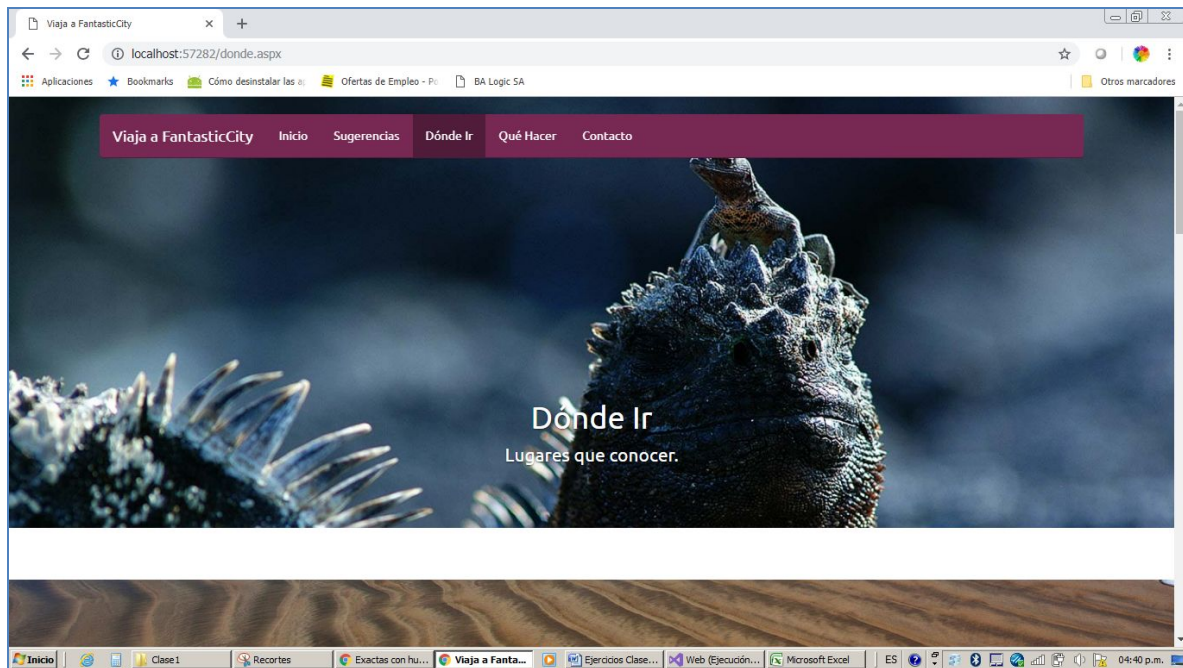 Viaja a FantasticCity
localhost:57282/donde.aspx
Aplicaciones Bookmarks Cómo desinstalar las a Ofertas de Empleo - Po BA Logic SA Otros marcadores
Viaja a FantasticCity Inicio Sugerencias Dónde Ir Qué Hacer Contacto
Dónde Ir
Lugares que conocer.
Inicio Clase1 Recortes Exactas con hu... Viaja a Fanta... Ejercicios Clase... Web (Ejecución... Microsoft Excel ES 04:40 p.m.